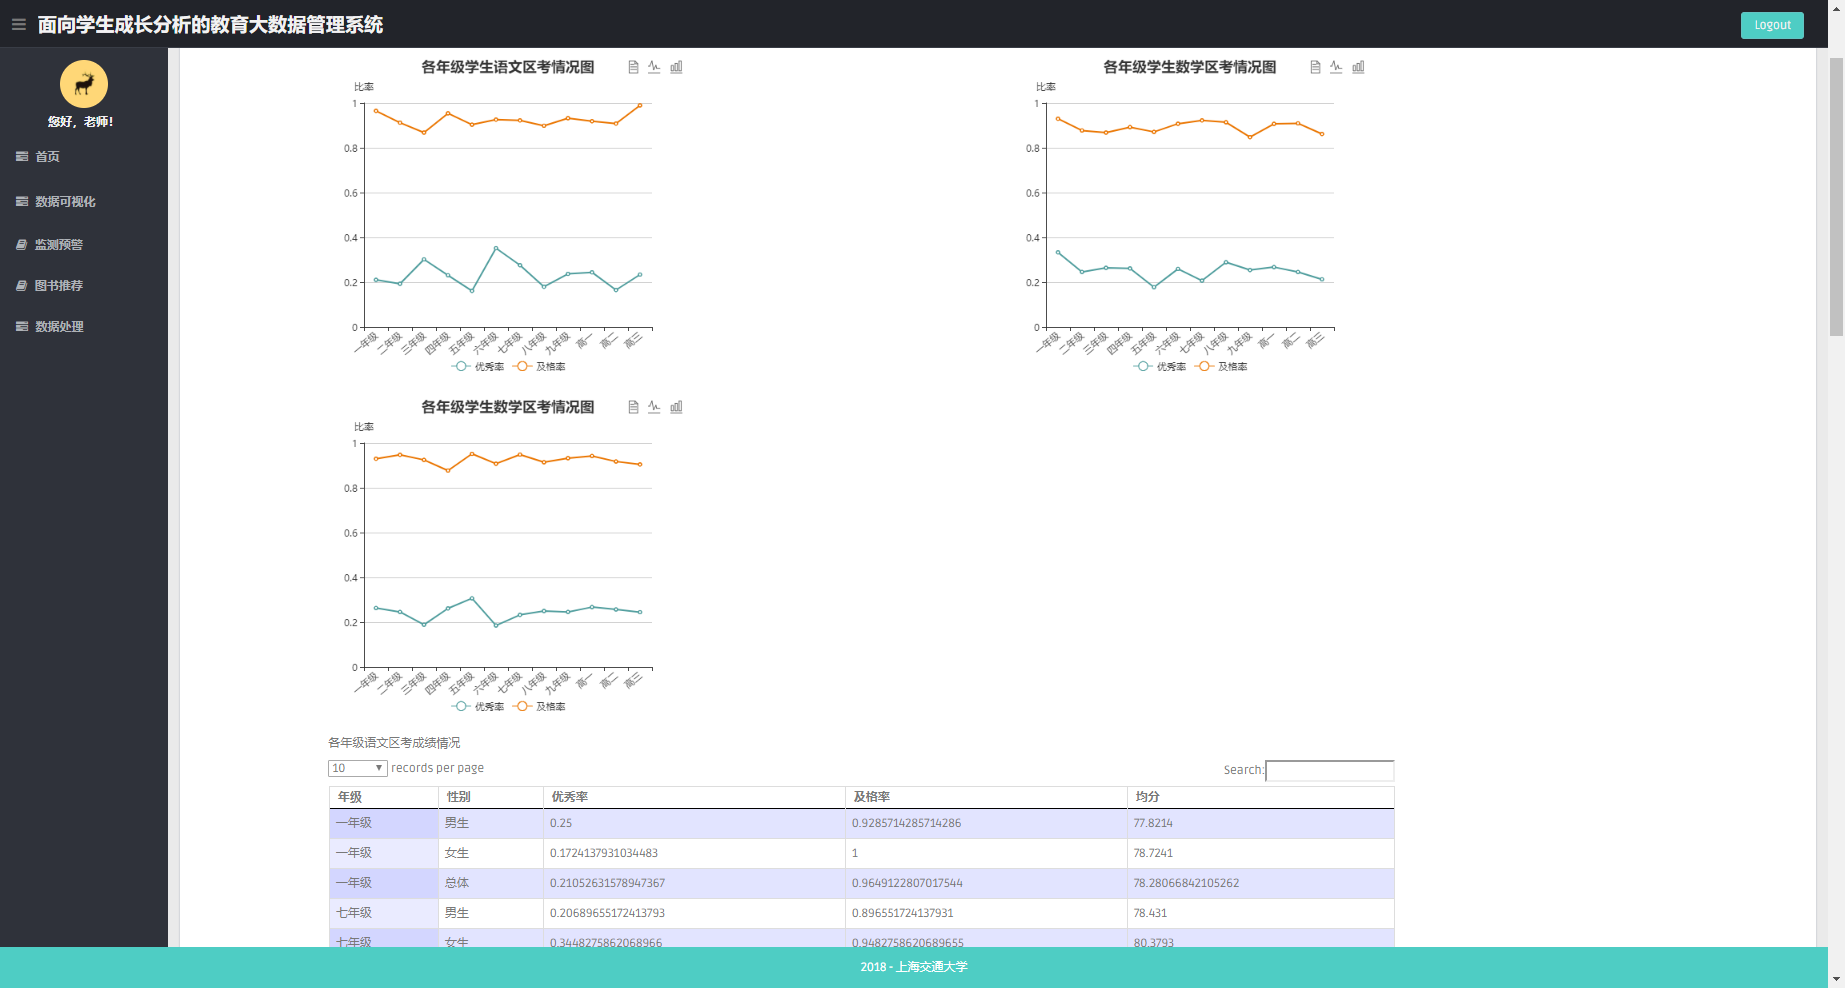 面向学生成长分析的教育大数据管理系统
Logout
您好，老师!
首页
数据可视化
监测预警
图书推荐
数据处理
各年级学生语文区考情况图
比率
1
0.8
0.6
0.4
0.2
0
一年级 二年级 三年级 四年级 五年级 六年级 七年级 八年级 九年级 高一 高二 高三
优秀率 及格率
各年级学生数学区考情况图
比率
1
0.8
0.6
0.4
0.2
0
一年级 二年级 三年级 四年级 五年级 六年级 七年级 八年级 九年级 高一 高二 高三
优秀率 及格率
各年级学生数学区考情况图
比率
1
0.8
0.6
0.4
0.2
0
一年级 二年级 三年级 四年级 五年级 六年级 七年级 八年级 九年级 高一 高二 高三
优秀率 及格率
各年级语文区考成绩情况
10 records per page
Search:
年级 性别 优秀率 及格率 均分
一年级 男生 0.25 0.9285714285714286 77.8214
一年级 女生 0.1724137931034483 1 78.7241
一年级 总体 0.21052631578947367 0.9649122807017544 78.28066842105262
七年级 男生 0.20689655172413793 0.896551724137931 78.431
七年级 女生 0.3448275862068966 0.9482758620689655 80.3793
2018 - 上海交通大学